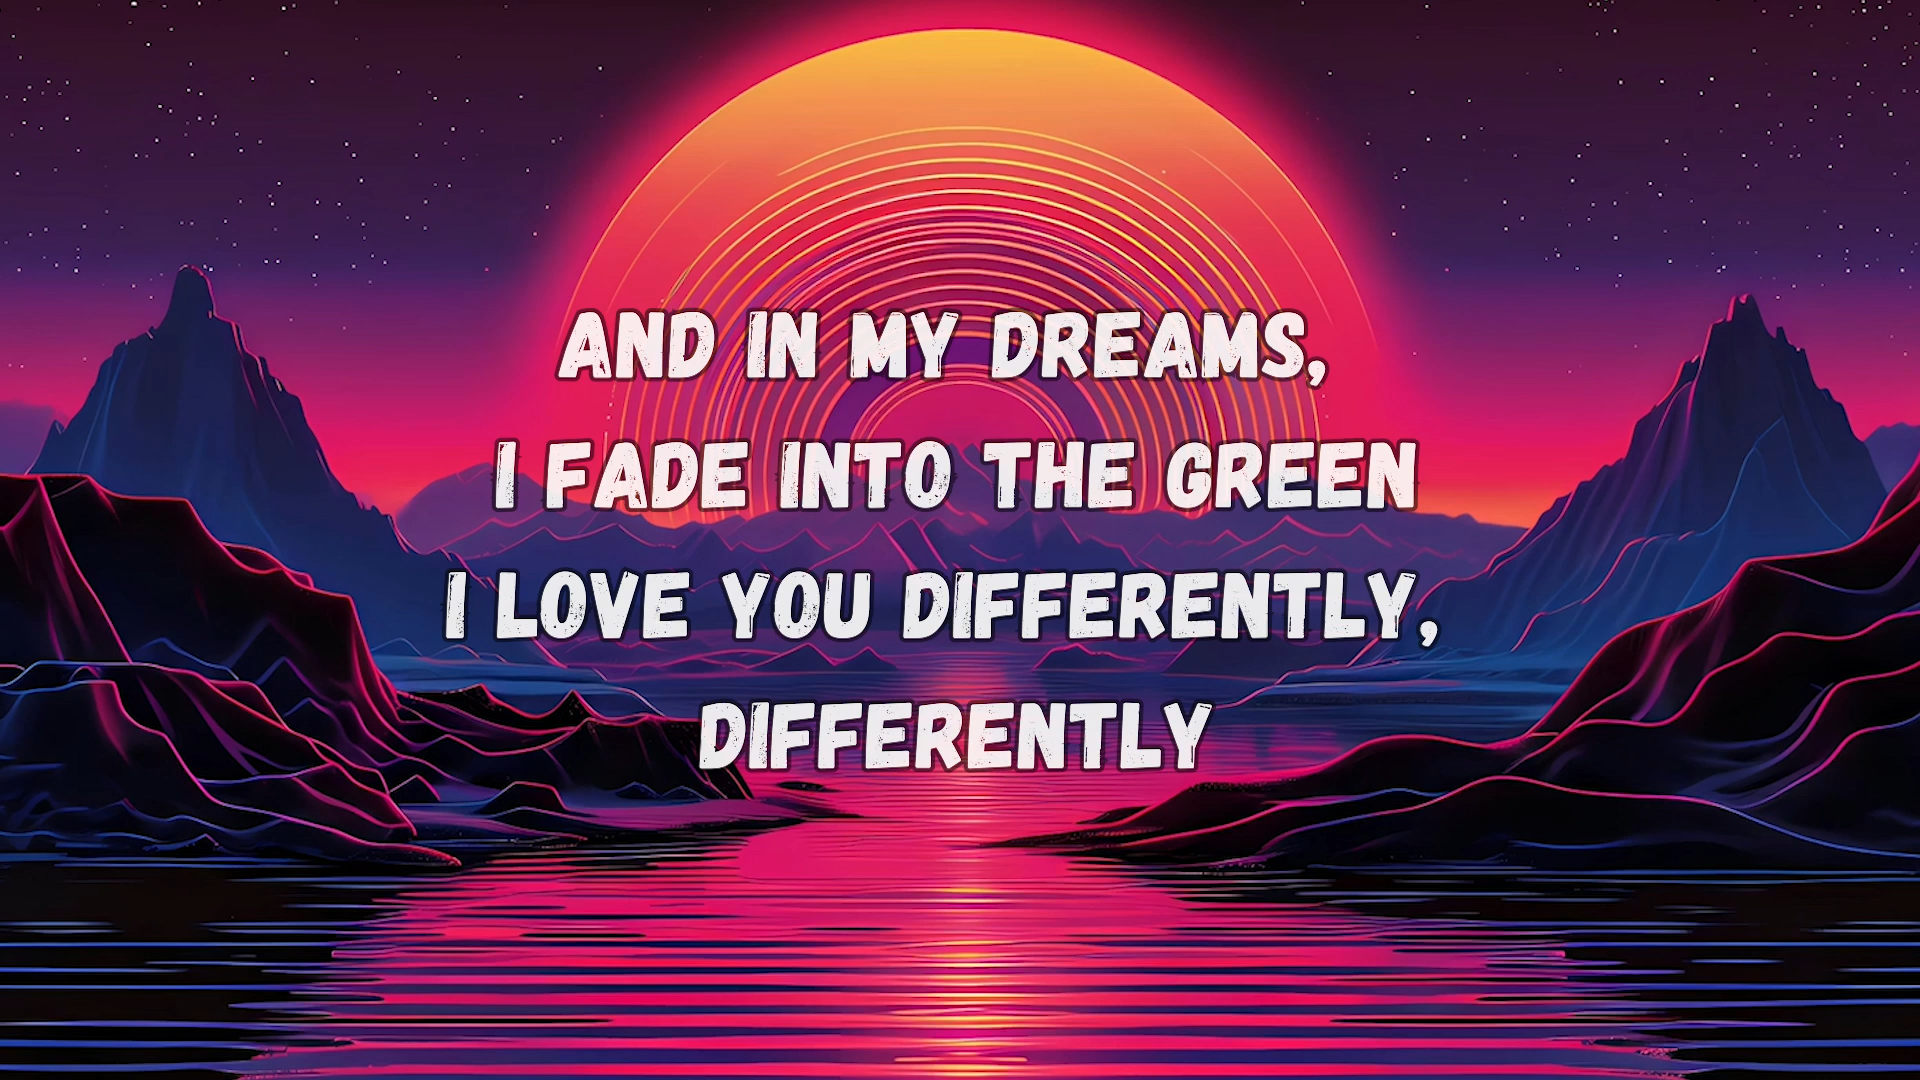 AND IN MY DREAMS,
I FADE INTO THE GREEN
I LOVE YOU DIFFERENTLY,
DIFFERENTLY